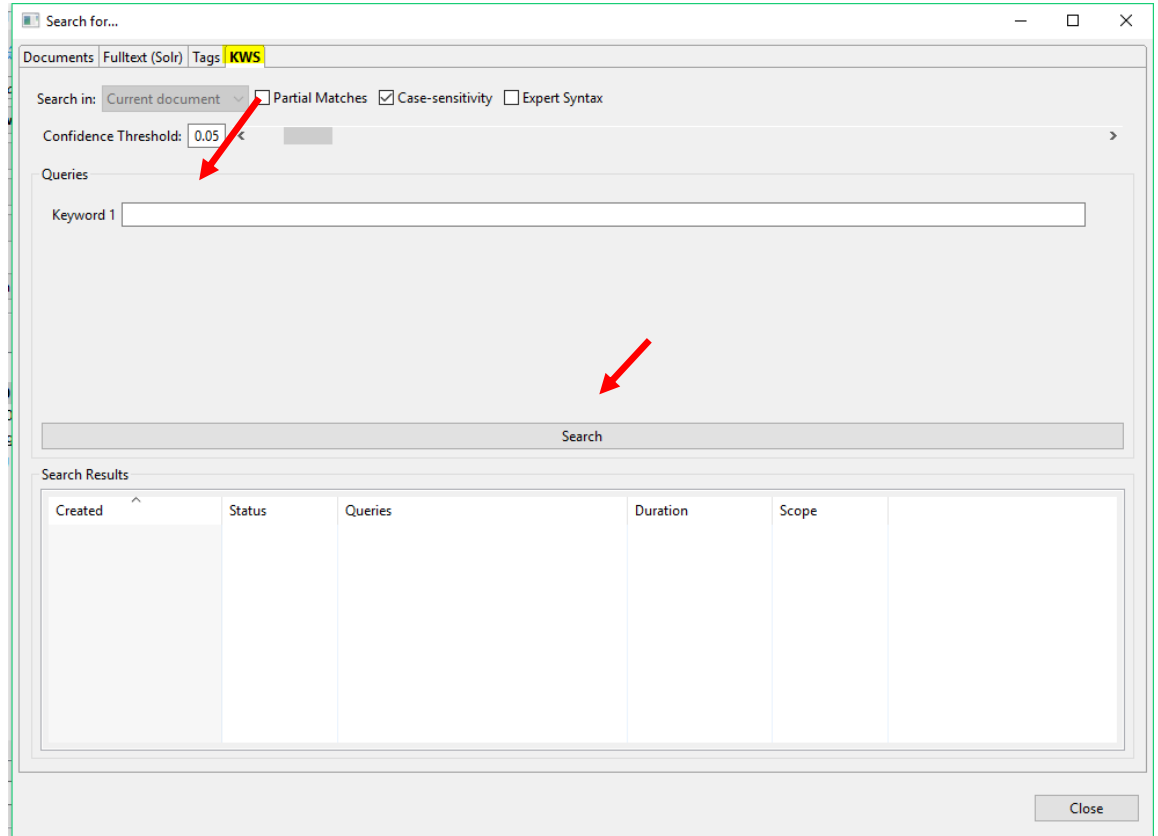 Search for...
Documents Fulltext (Solr) Tags KWS
Search in: Current document Partial Matches Case-sensitivity Expert Syntax
Confidence Threshold: 0.05
Queries
Keyword 1
Search
Search Results
Created Status Queries Duration Scope
Close